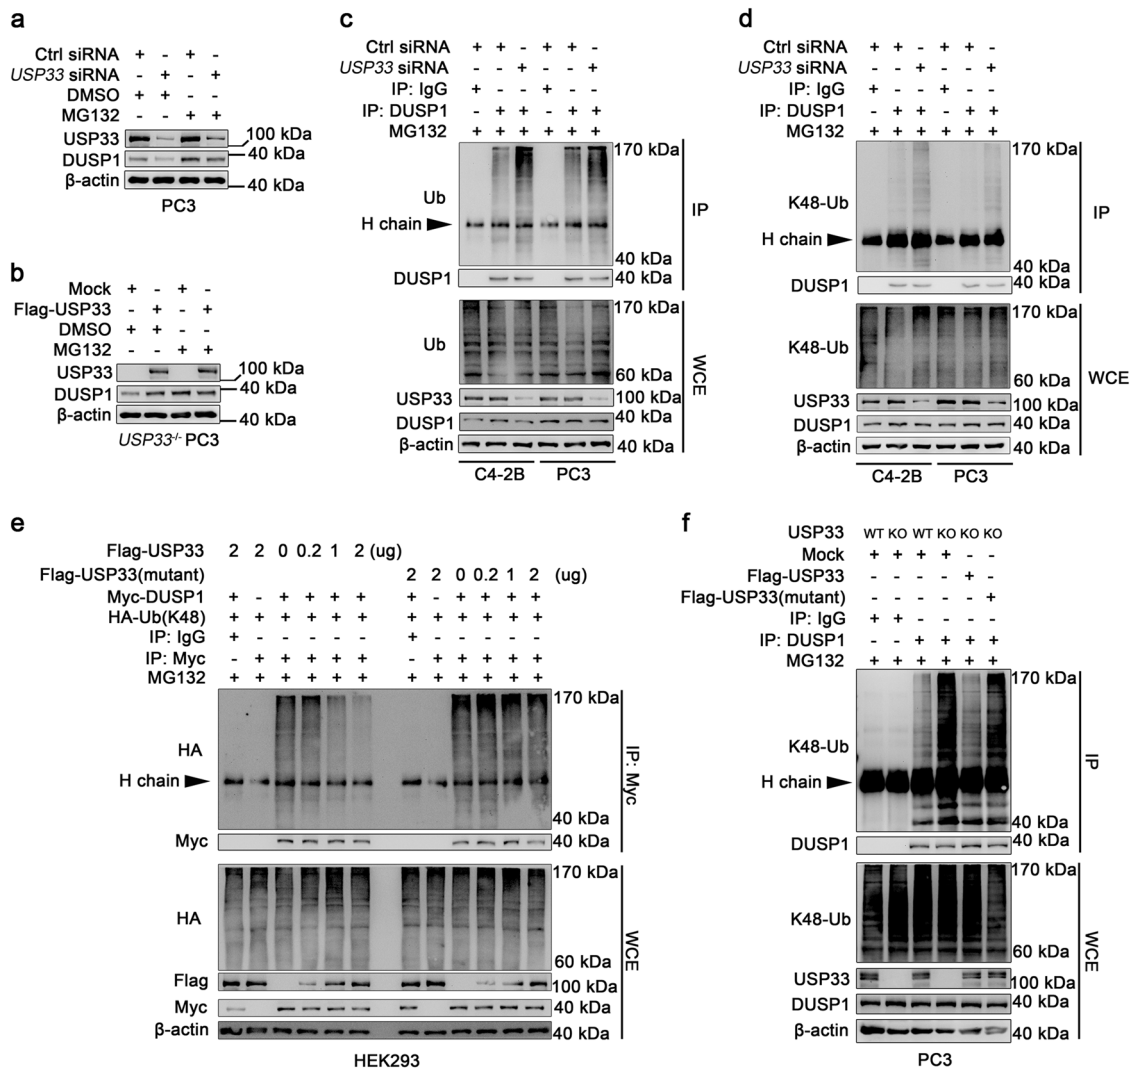 a
Ctrl siRNA + - + -
USP33 siRNA - + - +
DMSO + + - -
MG132 - - + +
USP33 100 kDa
DUSP1 40 kDa
β-actin 40 kDa
PC3
b
Mock + - + -
Flag-USP33 - + - +
DMSO + + - -
MG132 - - + +
USP33 100 kDa
DUSP1 40 kDa
β-actin 40 kDa
USP33-/- PC3
c
Ctrl siRNA + + - + + -
USP33 siRNA - - + - - +
IP: IgG + - - + - -
IP: DUSP1 - + + - + +
MG132 + + + + + +
170 kDa
Ub
H chain
40 kDa
DUSP1 40 kDa
IP
170 kDa
Ub
60 kDa
USP33 100 kDa
DUSP1 40 kDa
β-actin 40 kDa
WCE
C4-2B PC3
d
Ctrl siRNA + + - + + -
USP33 siRNA - - + - - +
IP: IgG + - - + - -
IP: DUSP1 - + + - + +
MG132 + + + + + +
170 kDa
K48-Ub
H chain
40 kDa
DUSP1 40 kDa
IP
170 kDa
K48-Ub
60 kDa
USP33 100 kDa
DUSP1 40 kDa
β-actin 40 kDa
WCE
C4-2B PC3
e
Flag-USP33 2 2 0 0.2 1 2 (ug)
Flag-USP33(mutant) 2 2 0 0.2 1 2 (ug)
Myc-DUSP1 + - + + + + + - + + + +
HA-Ub(K48) + + + + + + + + + + + +
IP: IgG + - - - - - + - - - - -
IP: Myc - + + + + + - + + + + +
MG132 + + + + + + + + + + + +
170 kDa
HA
H chain
40 kDa
Myc 40 kDa
IP: Myc
170 kDa
HA
60 kDa
Flag 100 kDa
Myc 40 kDa
β-actin 40 kDa
WCE
HEK293
f
USP33 WT KO WT KO KO KO
Mock + + + + - -
Flag-USP33 - - - - + -
Flag-USP33(mutant) - - - - - +
IP: IgG + + - - - -
IP: DUSP1 - - + + + +
MG132 + + + + + +
170 kDa
K48-Ub
H chain
40 kDa
DUSP1 40 kDa
IP
170 kDa
K48-Ub
60 kDa
USP33 100 kDa
DUSP1 40 kDa
β-actin 40 kDa
WCE
PC3